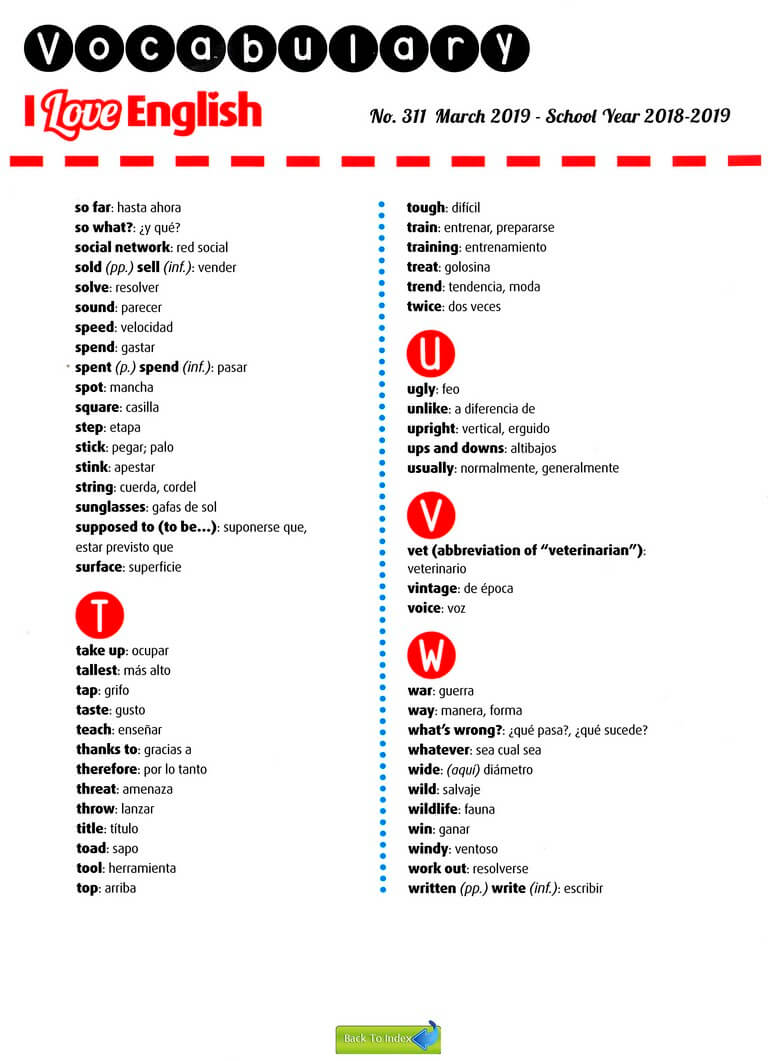 Vocabulary
I Love English
No. 311 March 2019 - School Year 2018-2019
so far: hasta ahora
so what?: ¿y qué?
social network: red social
sold (pp.) sell (inf.): vender
solve: resolver
sound: parecer
speed: velocidad
spend: gastar
spent (p.) spend (inf.): pasar
spot: mancha
square: casilla
step: etapa
stick: pegar; palo
stink: apestar
string: cuerda, cordel
sunglasses: gafas de sol
supposed to (to be...): suponerse que,
estar previsto que
surface: superficie
T
take up: ocupar
tallest: más alto
tap: grifo
taste: gusto
teach: enseñar
thanks to: gracias a
therefore: por lo tanto
threat: amenaza
throw: lanzar
title: título
toad: sapo
tool: herramienta
top: arriba
tough: difícil
train: entrenar, prepararse
training: entrenamiento
treat: golosina
trend: tendencia, moda
twice: dos veces
U
ugly: feo
unlike: a diferencia de
upright: vertical, erguido
ups and downs: altibajos
usually: normalmente, generalmente
V
vet (abbreviation of "veterinarian"):
veterinario
vintage: de época
voice: voz
W
war: guerra
way: manera, forma
what's wrong?: ¿qué pasa?, ¿qué sucede?
whatever: sea cual sea
wide: (aquí) diámetro
wild: salvaje
wildlife: fauna
win: ganar
windy: ventoso
work out: resolverse
written (pp.) write (inf.): escribir
Back To Index